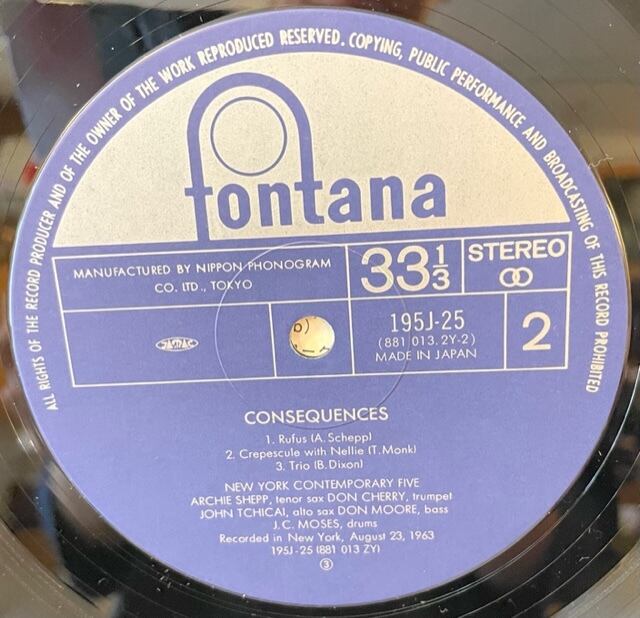 ALL RIGHTS OF THE RECORD PRODUCER AND OF THE OWNER OF THE WORK REPRODUCED RESERVED. COPYING, PUBLIC PERFORMANCE AND BROADCASTING OF THIS RECORD PROHIBITED
fontana
MANUFACTURED BY NIPPON PHONOGRAM
CO. LTD., TOKYO
33⅓
STEREO
JASRAC
195J-25
(881 013.2Y-2)
MADE IN JAPAN
2
CONSEQUENCES
1. Rufus (A. Schepp)
2. Crepescule with Nellie (T. Monk)
3. Trio (B. Dixon)
NEW YORK CONTEMPORARY FIVE
ARCHIE SHEPP, tenor sax DON CHERRY, trumpet
JOHN TCHICAI, alto sax DON MOORE, bass
J.C. MOSES, drums
Recorded in New York, August 23, 1963
195J-25 (881 013 ZY)
③